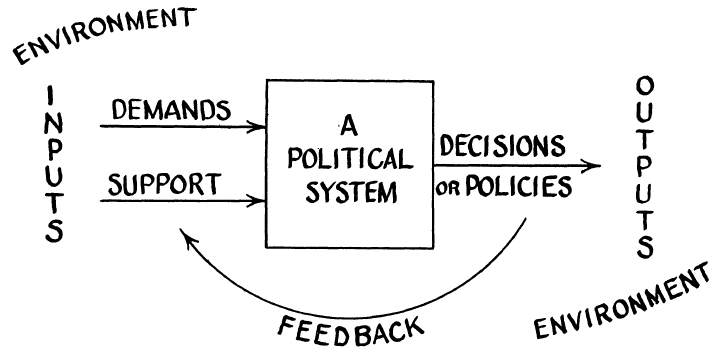 ENVIRONMENT
INPUTS
DEMANDS
SUPPORT
A
POLITICAL
SYSTEM
DECISIONS
OR POLICIES
OUTPUTS
FEEDBACK
ENVIRONMENT